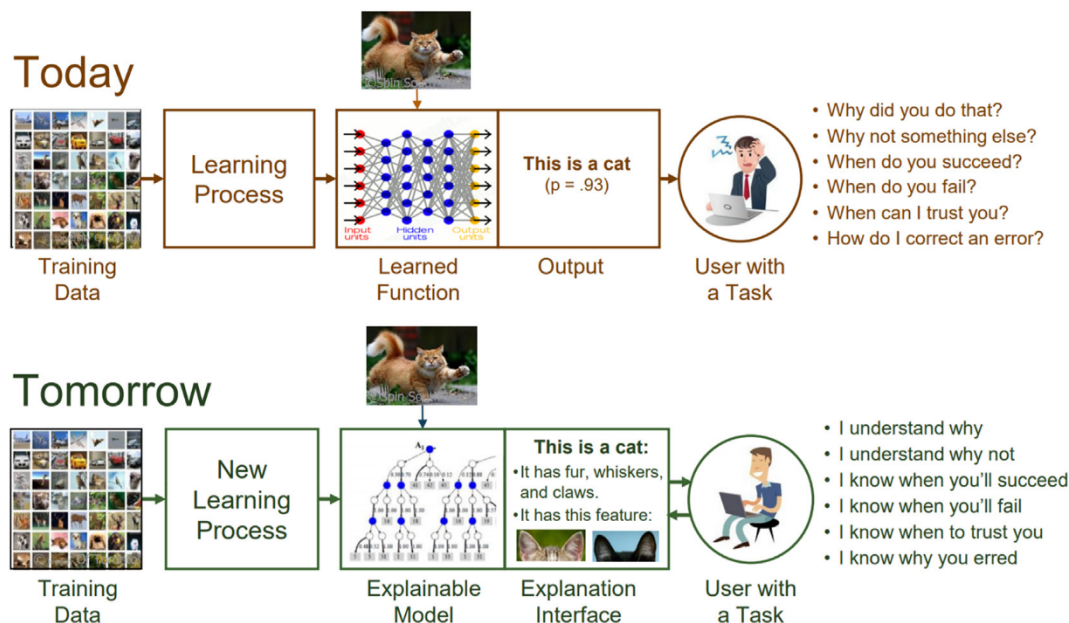 Today
©Spin Soa
Learning
Process
Input
units
Hidden
units
Output
units
This is a cat
(p = .93)
• Why did you do that?
• Why not something else?
• When do you succeed?
• When do you fail?
• When can I trust you?
• How do I correct an error?
Training
Data
Learned
Function
Output
User with
a Task
Tomorrow
Spin
New
Learning
Process
This is a cat:
•It has fur, whiskers,
and claws.
•It has this feature:
• I understand why
• I understand why not
• I know when you’ll succeed
• I know when you’ll fail
• I know when to trust you
• I know why you erred
Training
Data
Explainable
Model
Explanation
Interface
User with
a Task